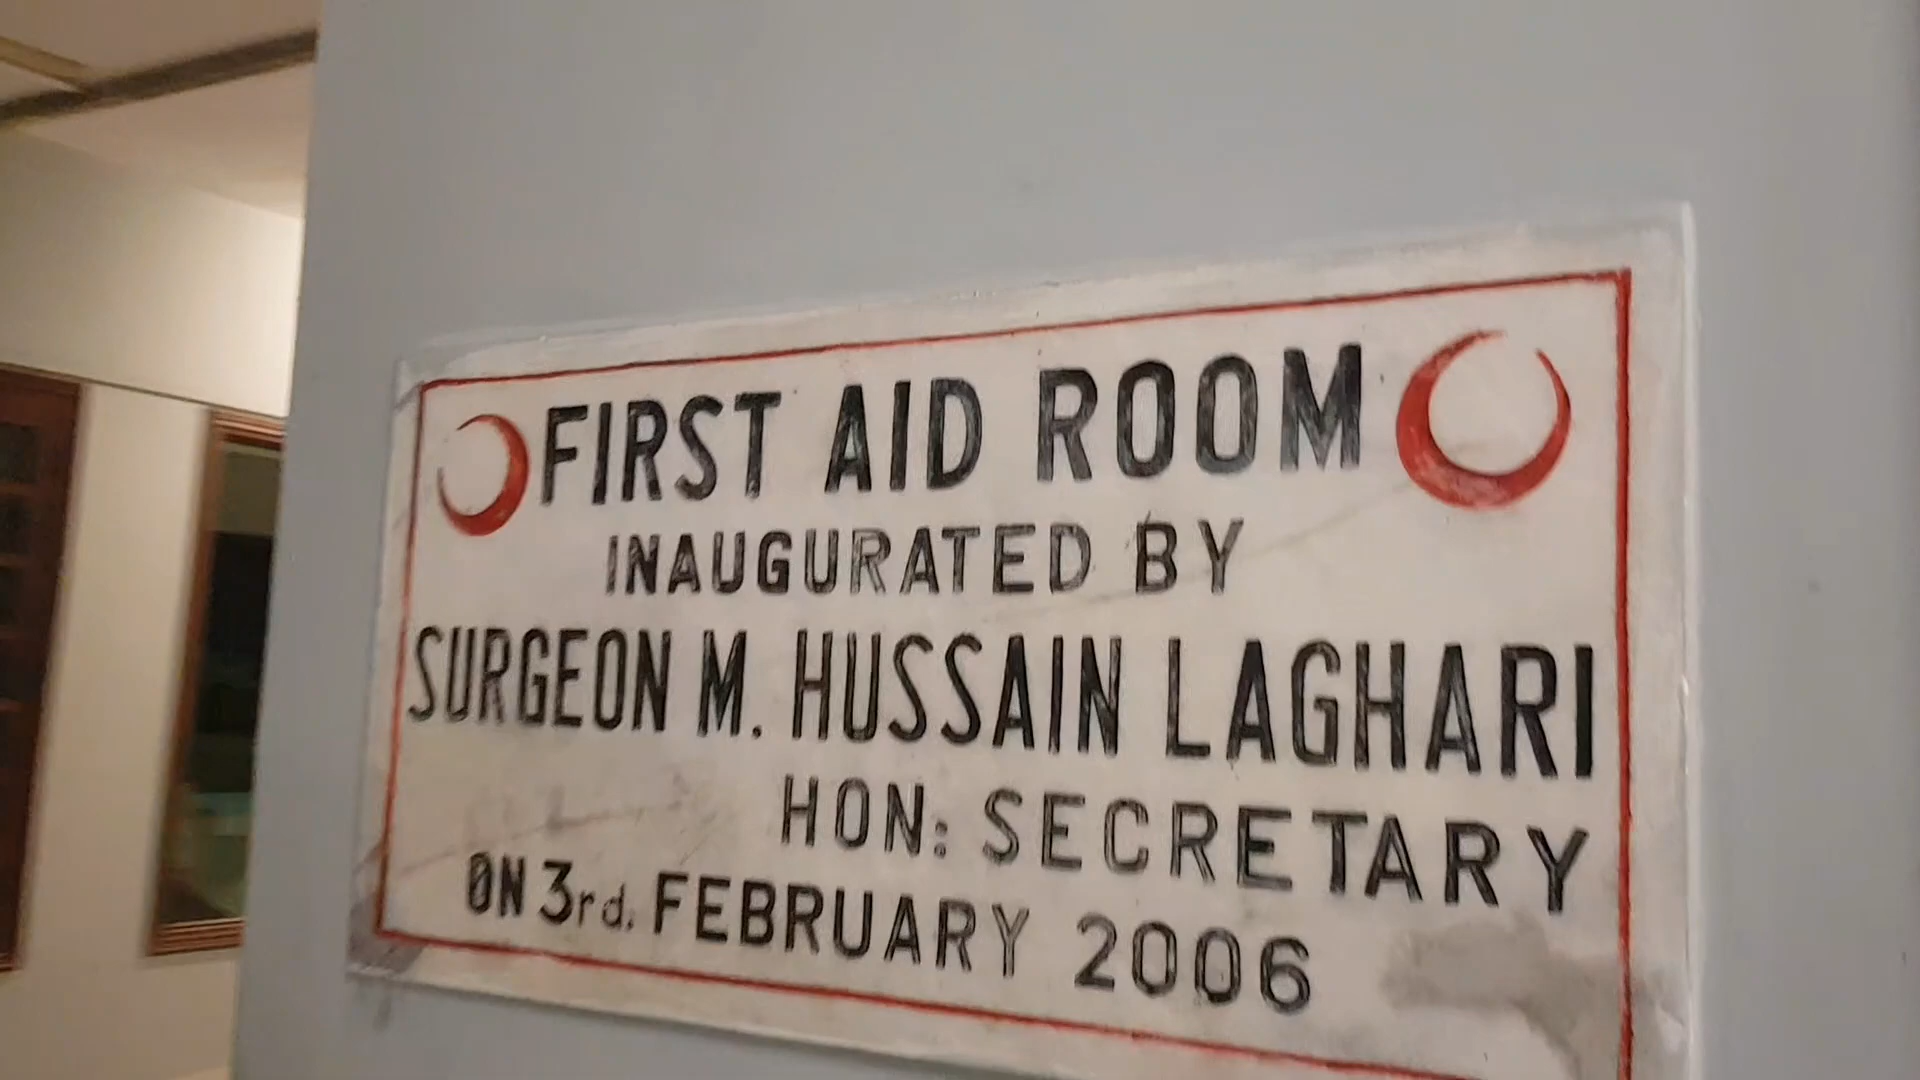 FIRST AID ROOM
INAUGURATED BY
SURGEON M. HUSSAIN LAGHARI
HON: SECRETARY
ON 3rd. FEBRUARY 2006